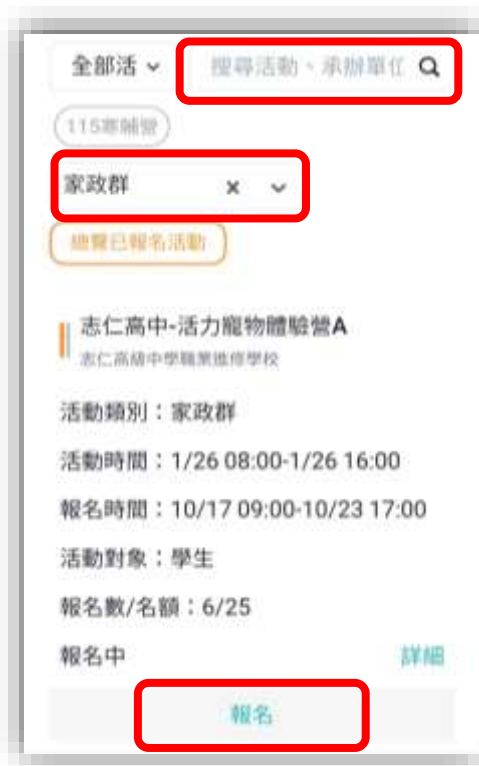 全部活
搜尋活動、承辦單位
115寒輔營
家政群
總覽已報名活動
志仁高中-活力寵物體驗營A
志仁高級中學職業進修學校
活動類別：家政群
活動時間：1/26 08:00-1/26 16:00
報名時間：10/17 09:00-10/23 17:00
活動對象：學生
報名數/名額：6/25
報名中 詳細
報名